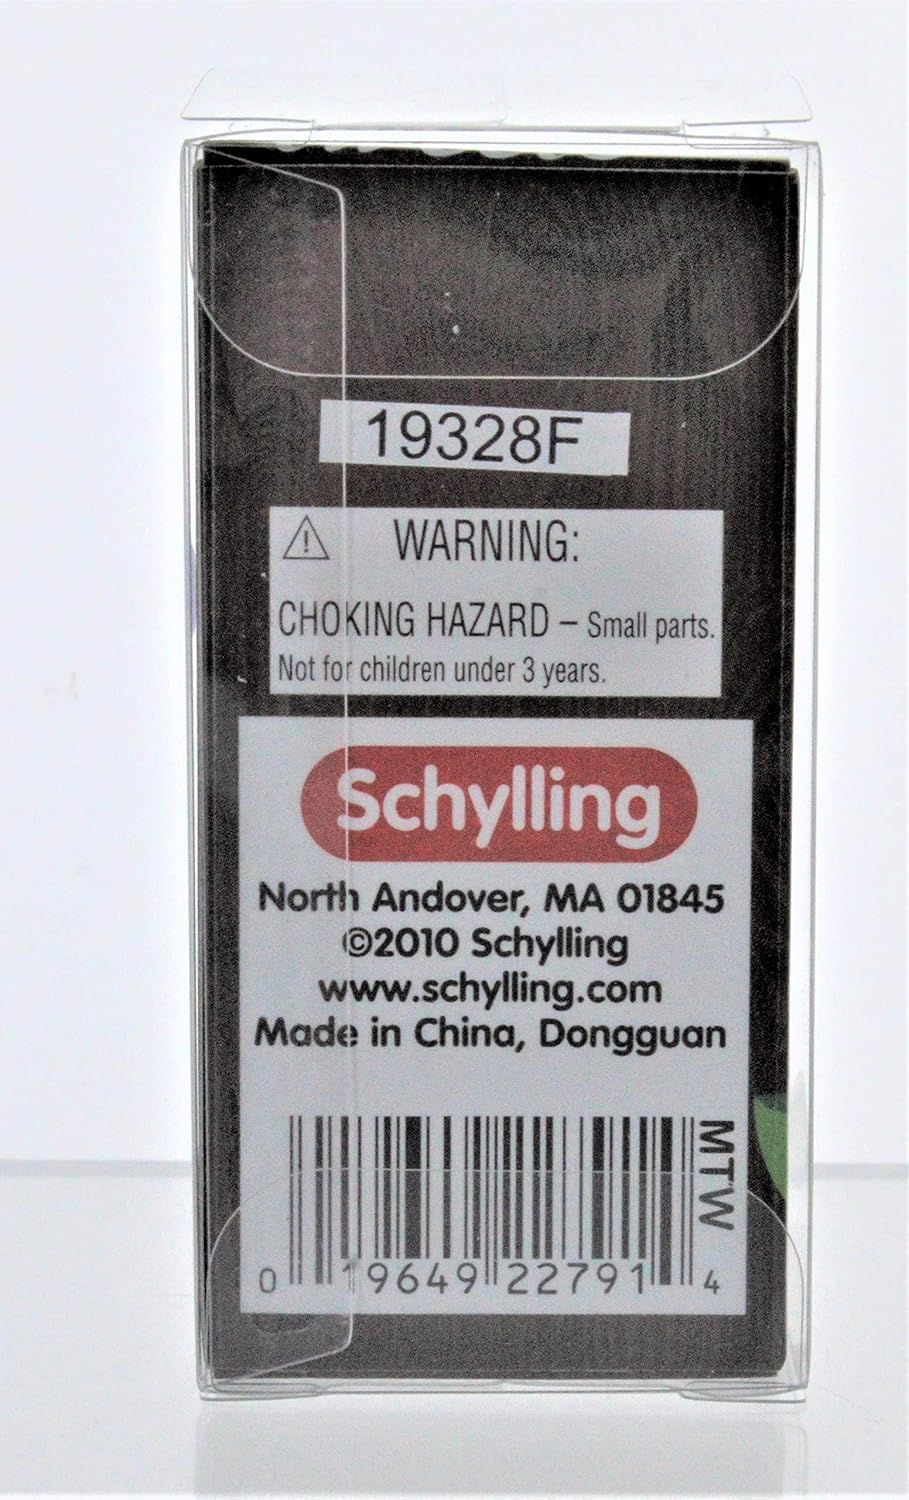 19328F
WARNING:
CHOKING HAZARD – Small parts.
Not for children under 3 years.
Schylling
North Andover, MA 01845
©2010 Schylling
www.schylling.com
Made in China, Dongguan
MTW
0 19649 22791 4